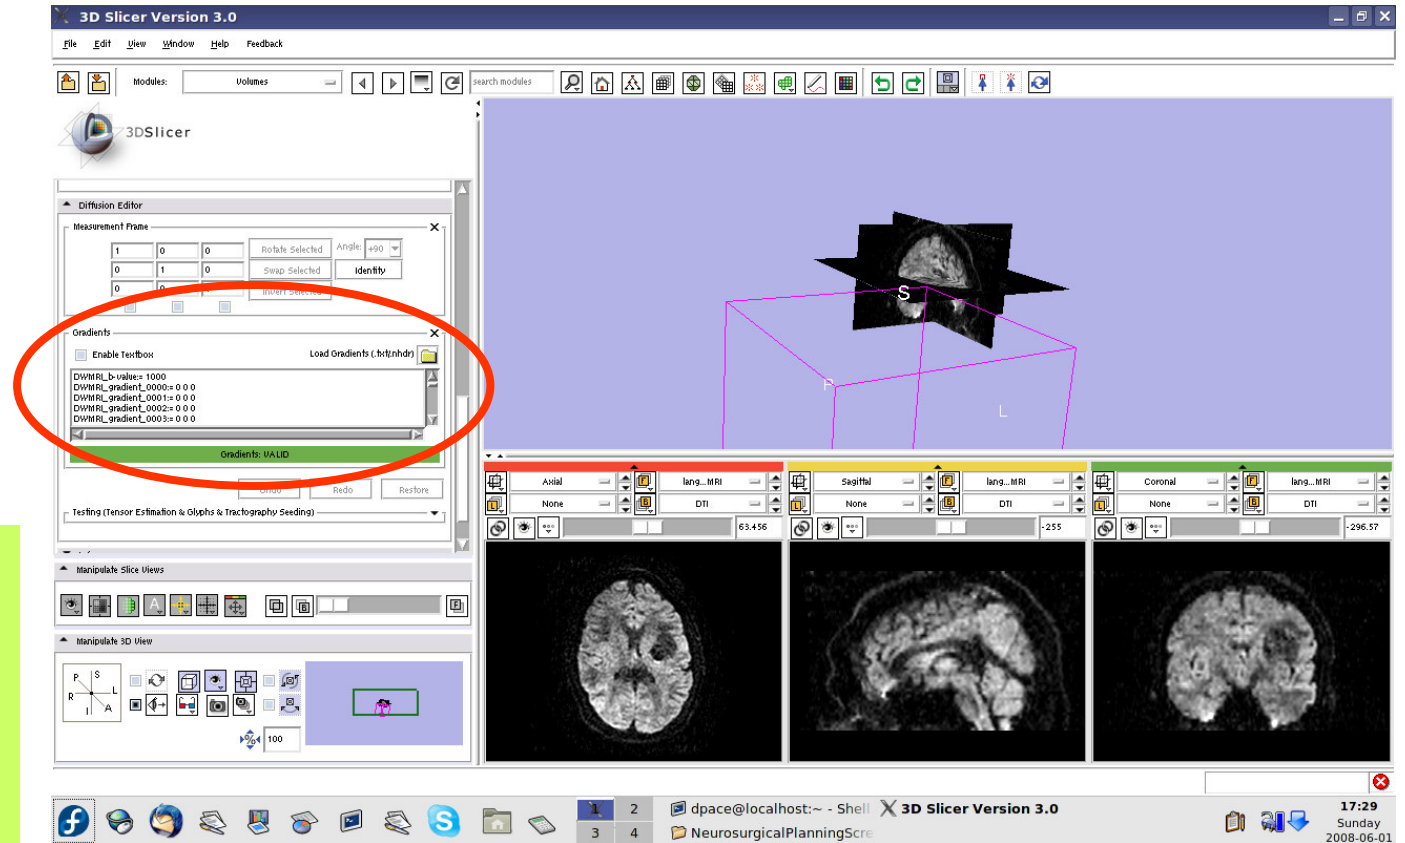 3D Slicer Version 3.0
File Edit View Window Help Feedback
Modules: Volumes search modules
3DSlicer
Diffusion Editor
Measurement Frame
1 0 0 Rotate Selected Angle: +90
0 1 0 Swap Selected Identity
0 0 Invert Selected
Gradients
Enable Textbox Load Gradients (.txt/.nhdr)
DWMRI_b-value:= 1000
DWMRI_gradient_0000:= 0 0 0
DWMRI_gradient_0001:= 0 0 0
DWMRI_gradient_0002:= 0 0 0
DWMRI_gradient_0003:= 0 0 0
Gradients: VALID
Undo Redo Restore
Testing (Tensor Estimation & Glyphs & Tractography Seeding)
Manipulate Slice Views
Manipulate 3D View
P S
R L
I A
100
S
P
L
Axial lang...MRI
None DTI
63.456
Sagittal lang...MRI
None DTI
-255
Coronal lang...MRI
None DTI
-296.57
2
3 4
dpace@localhost:~ - Shell
NeurosurgicalPlanningScre
3D Slicer Version 3.0
17:29
Sunday
2008-06-01